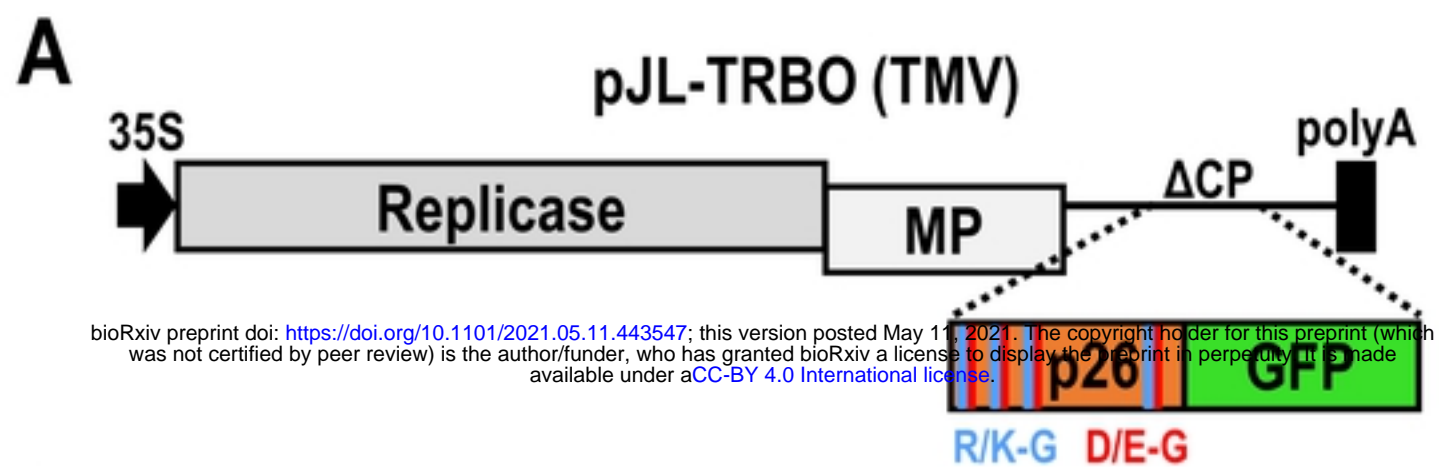 A
pJL-TRBO (TMV)
35S
polyA
ΔCP
Replicase
MP
bioRxiv preprint doi: https://doi.org/10.1101/2021.05.11.443547; this version posted May 11, 2021. The copyright holder for this preprint (which
was not certified by peer review) is the author/funder, who has granted bioRxiv a license to display the preprint in perpetuity. It is made
available under aCC-BY 4.0 International license.
p26
GFP
R/K-G D/E-G